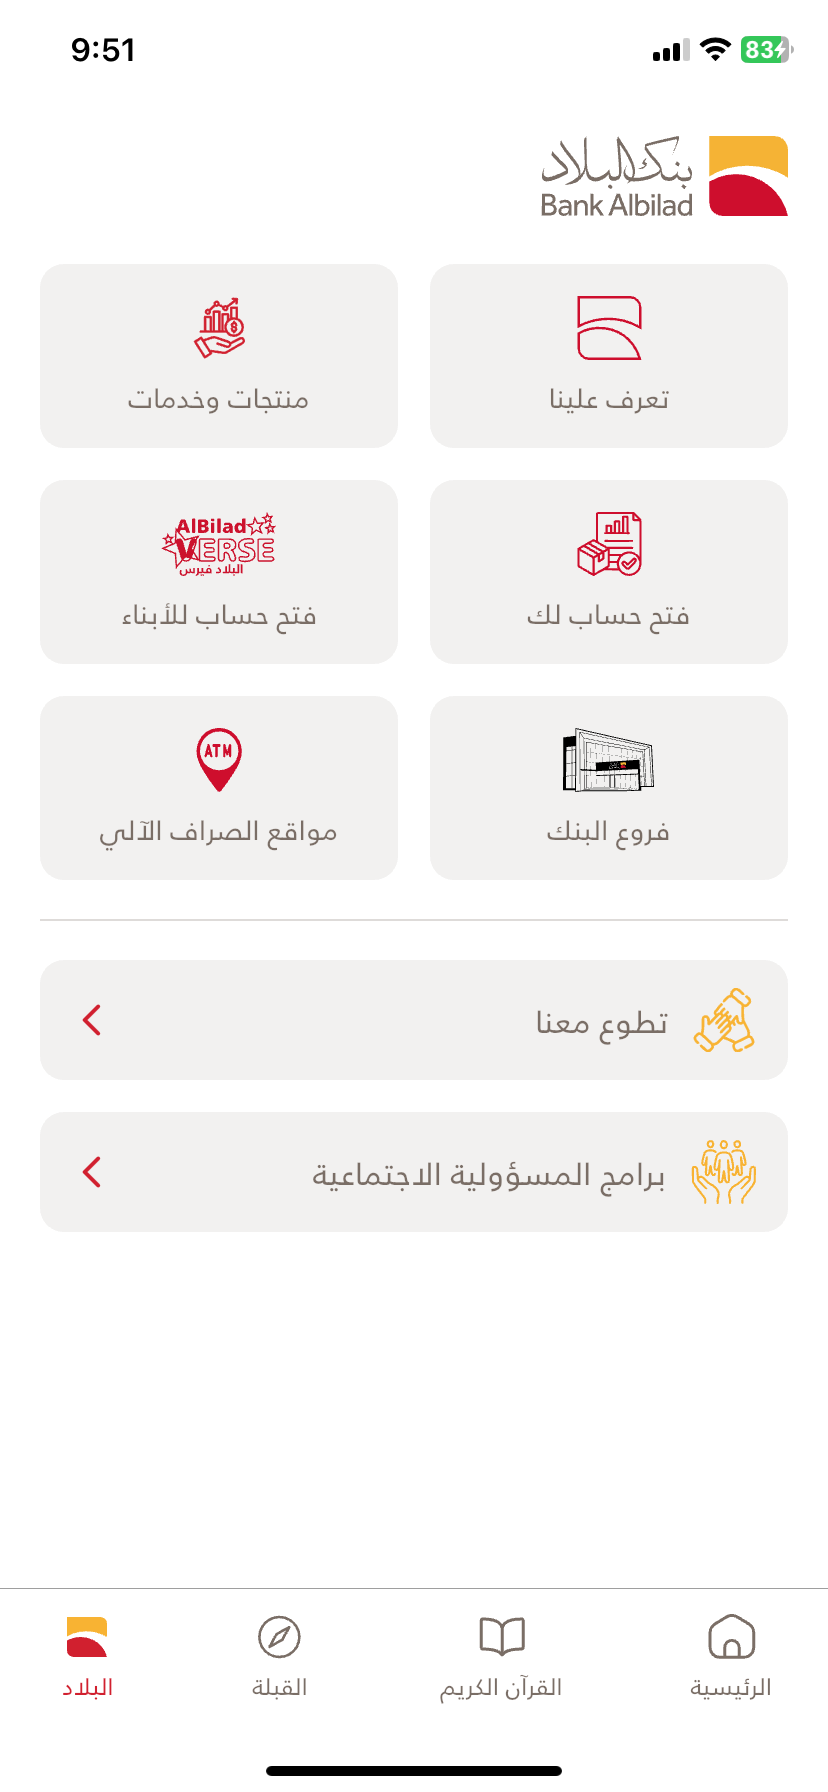 9:51
83
بنك البلاد
Bank Albilad
تعرف علينا
منتجات وخدمات
فتح حساب لك
AlBilad
VERSE
البلاد فيرس
فتح حساب للأبناء
فروع البنك
ATM
مواقع الصراف الآلي
تطوع معنا
برامج المسؤولية الاجتماعية
الرئيسية
القرآن الكريم
القبلة
البلاد